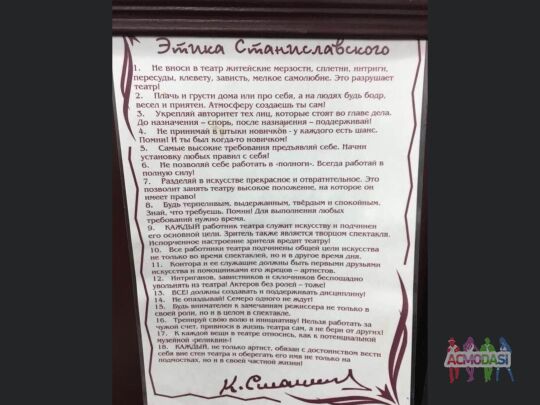 Этика Станиславского
1. Не вноси в театр житейские мерзости, сплетни, интриги,
пересуды, клевету, зависть, мелкое самолюбие. Это разрушает
театр!
2. Плачь и грусти дома или про себя, а на людях будь бодр,
весел и приятен. Атмосферу создаешь ты сам!
3. Укрепляй авторитет тех лиц, которые стоят во главе дела.
До назначения – спорь, после назначения – поддерживай!
4. Не принимай в штыки новичков - у каждого есть шанс.
Помни! И ты был когда-то новичком!
5. Самые высокие требования предъявляй себе. Начни
установку любых правил с себя!
6. Не позволяй себе работать в «полноги». Всегда работай в
полную силу!
7. Разделяй в искусстве прекрасное и отвратительное. Это
позволит занять театру высокое положение, на которое он
имеет право!
8. Будь терпеливым, выдержанным, твёрдым и спокойным.
Знай, что требуешь. Помни! Для выполнения любых
требований нужно время.
9. КАЖДЫЙ работник театра служит искусству и подчинен
его основной цели. Зритель также является творцом спектакля.
Испорченное настроение зрителя вредит театру!
10. Все работники театра подчинены общей цели искусства
не только во время спектаклей, но и в другое время дня.
11. Контора и ее служащие должны быть первыми друзьями
искусства и помощниками его жрецов – артистов.
12. Интриганов, завистников и склочников беспощадно
увольнять из театра! Актеров без ролей – тоже!
13. ВСЕ! должны создавать и поддерживать дисциплину!
14. Не опаздывай! Семеро одного не ждут!
15. Будь внимателен к замечаниям режиссера не только в
своей роли, но и в целом в спектакле.
16. Тренируй свою волю и инициативу! Нельзя работать за
чужой счет, привноси в жизнь театра сам, а не бери от других!
17. К каждой вещи в театре относись, как к потенциальной
музейной «реликвии»!
18. КАЖДЫЙ, не только артист, обязан с достоинством вести
себя вне стен театра и оберегать его имя не только на
подмостках, но и в своей частной жизни!
ACMODASI